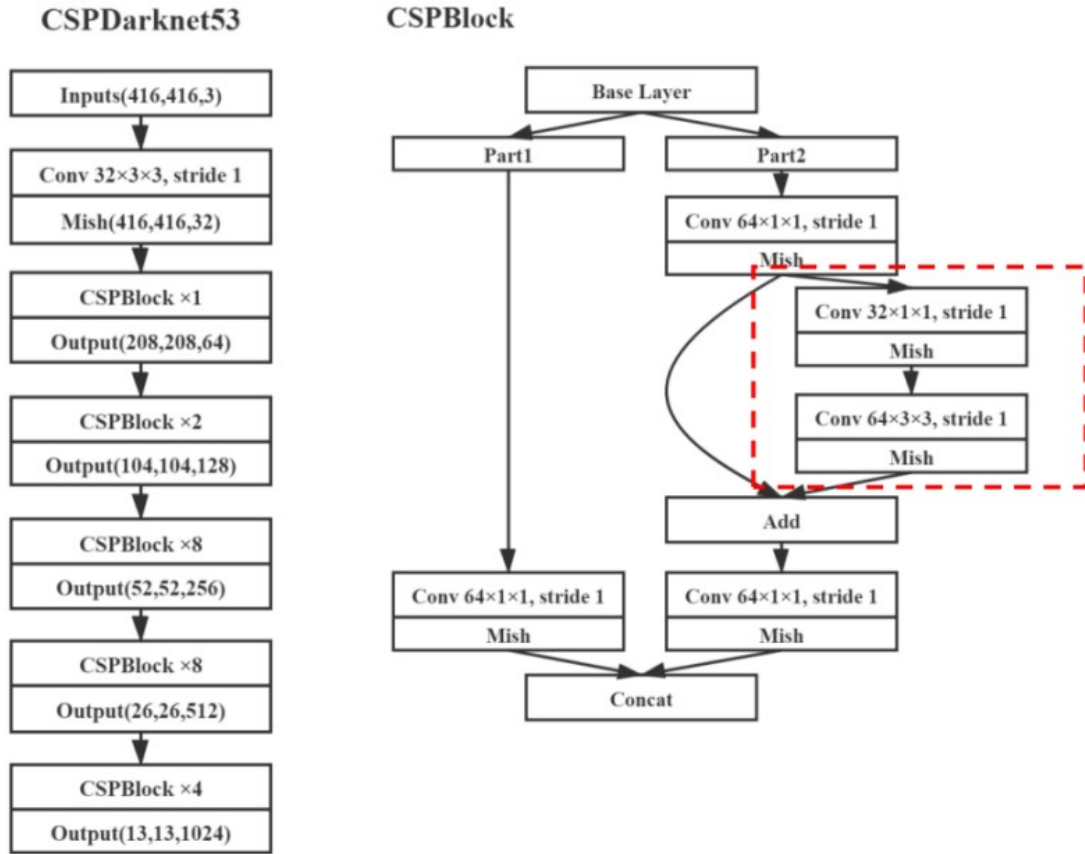 CSPDarknet53
Inputs(416,416,3)
Conv 32×3×3, stride 1
Mish(416,416,32)
CSPBlock ×1
Output(208,208,64)
CSPBlock ×2
Output(104,104,128)
CSPBlock ×8
Output(52,52,256)
CSPBlock ×8
Output(26,26,512)
CSPBlock ×4
Output(13,13,1024)
CSPBlock
Base Layer
Part1
Part2
Conv 64×1×1, stride 1
Mish
Conv 32×1×1, stride 1
Mish
Conv 64×3×3, stride 1
Mish
Add
Conv 64×1×1, stride 1
Mish
Conv 64×1×1, stride 1
Mish
Concat